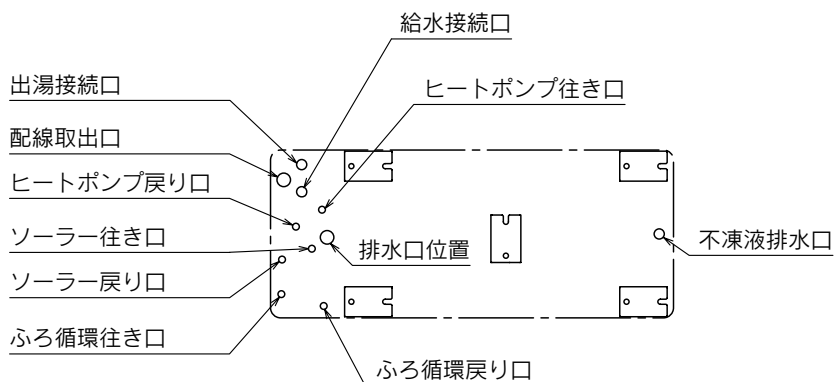 給水接続口
出湯接続口
ヒートポンプ往き口
配線取出口
ヒートポンプ戻り口
ソーラー往き口
排水口位置
不凍液排水口
ソーラー戻り口
ふろ循環往き口
ふろ循環戻り口